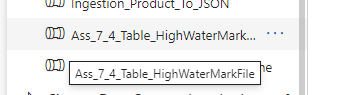 Ingestion_Product_To_JSON
Ass_7_4_Table_HighWaterMark...
Ass_7_4_Table_HighWaterMarkFile